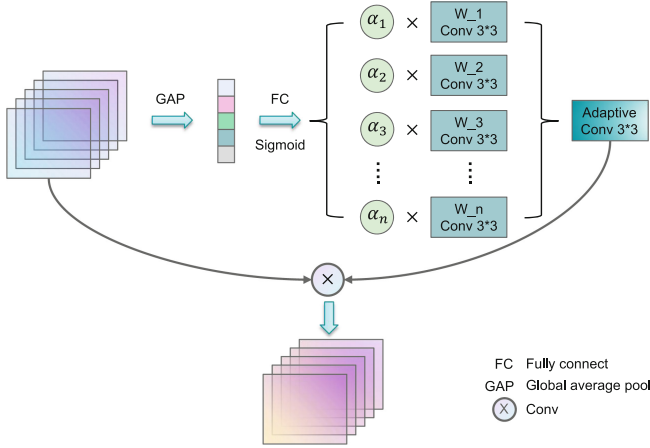 GAP
FC
Sigmoid
α1 × W_1
Conv 3*3
α2 × W_2
Conv 3*3
α3 × W_3
Conv 3*3
αn × W_n
Conv 3*3
Adaptive
Conv 3*3
×
FC Fully connect
GAP Global average pool
× Conv